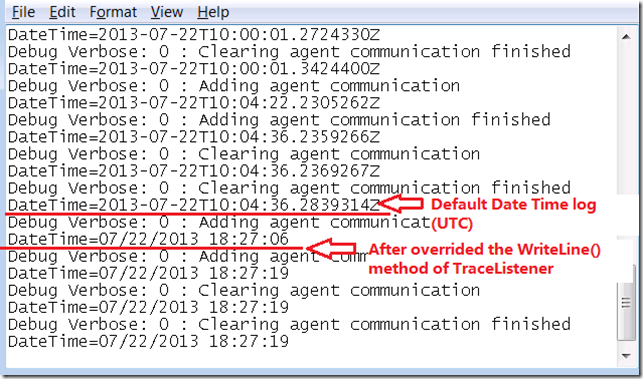 File Edit Format View Help
DateTime=2013-07-22T10:00:01.2724330Z
Debug Verbose: 0 : Clearing agent communication finished
DateTime=2013-07-22T10:00:01.3424400Z
Debug Verbose: 0 : Adding agent communication
DateTime=2013-07-22T10:04:22.2305262Z
Debug Verbose: 0 : Adding agent communication finished
DateTime=2013-07-22T10:04:36.2359266Z
Debug Verbose: 0 : Clearing agent communication
DateTime=2013-07-22T10:04:36.2369267Z
Debug Verbose: 0 : Clearing agent communication finished
DateTime=2013-07-22T10:04:36.2839314Z
Default Date Time log
(UTC)
Debug Verbose: 0 : Adding agent communicat
DateTime=07/22/2013 18:27:06
After overrided the WriteLine()
method of TraceListener
Debug Verbose: 0 : Adding agent comm
DateTime=07/22/2013 18:27:19
Debug Verbose: 0 : Clearing agent communication
DateTime=07/22/2013 18:27:19
Debug Verbose: 0 : Clearing agent communication finished
DateTime=07/22/2013 18:27:19